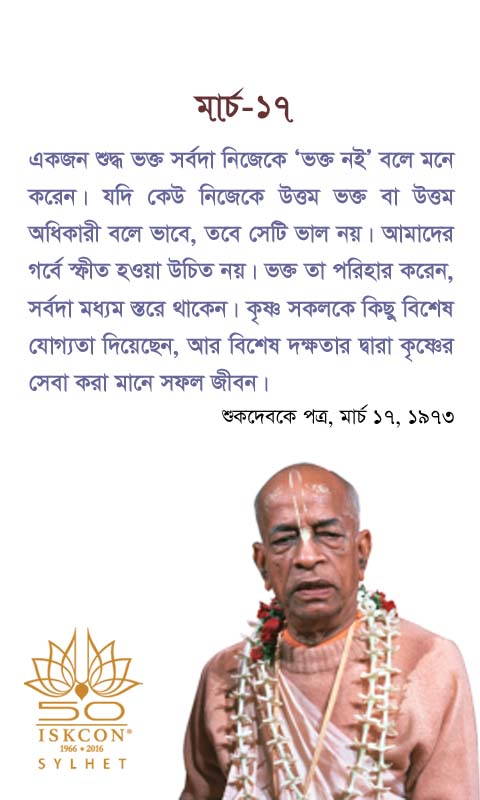 মার্চ-১৭
একজন শুদ্ধ ভক্ত সর্বদা নিজেকে ‘ভক্ত নই’ বলে মনে
করেন। যদি কেউ নিজেকে উত্তম ভক্ত বা উত্তম
অধিকারী বলে ভাবে, তবে সেটি ভাল নয়। আমাদের
গর্বে স্ফীত হওয়া উচিত নয়। ভক্ত তা পরিহার করেন,
সর্বদা মধ্যম স্তরে থাকেন। কৃষ্ণ সকলকে কিছু বিশেষ
যোগ্যতা দিয়েছেন, আর বিশেষ দক্ষতার দ্বারা কৃষ্ণের
সেবা করা মানে সফল জীবন।
শুকদেবকে পত্র, মার্চ ১৭, ১৯৭৩
50
ISKCON®
1966 • 2016
SYLHET